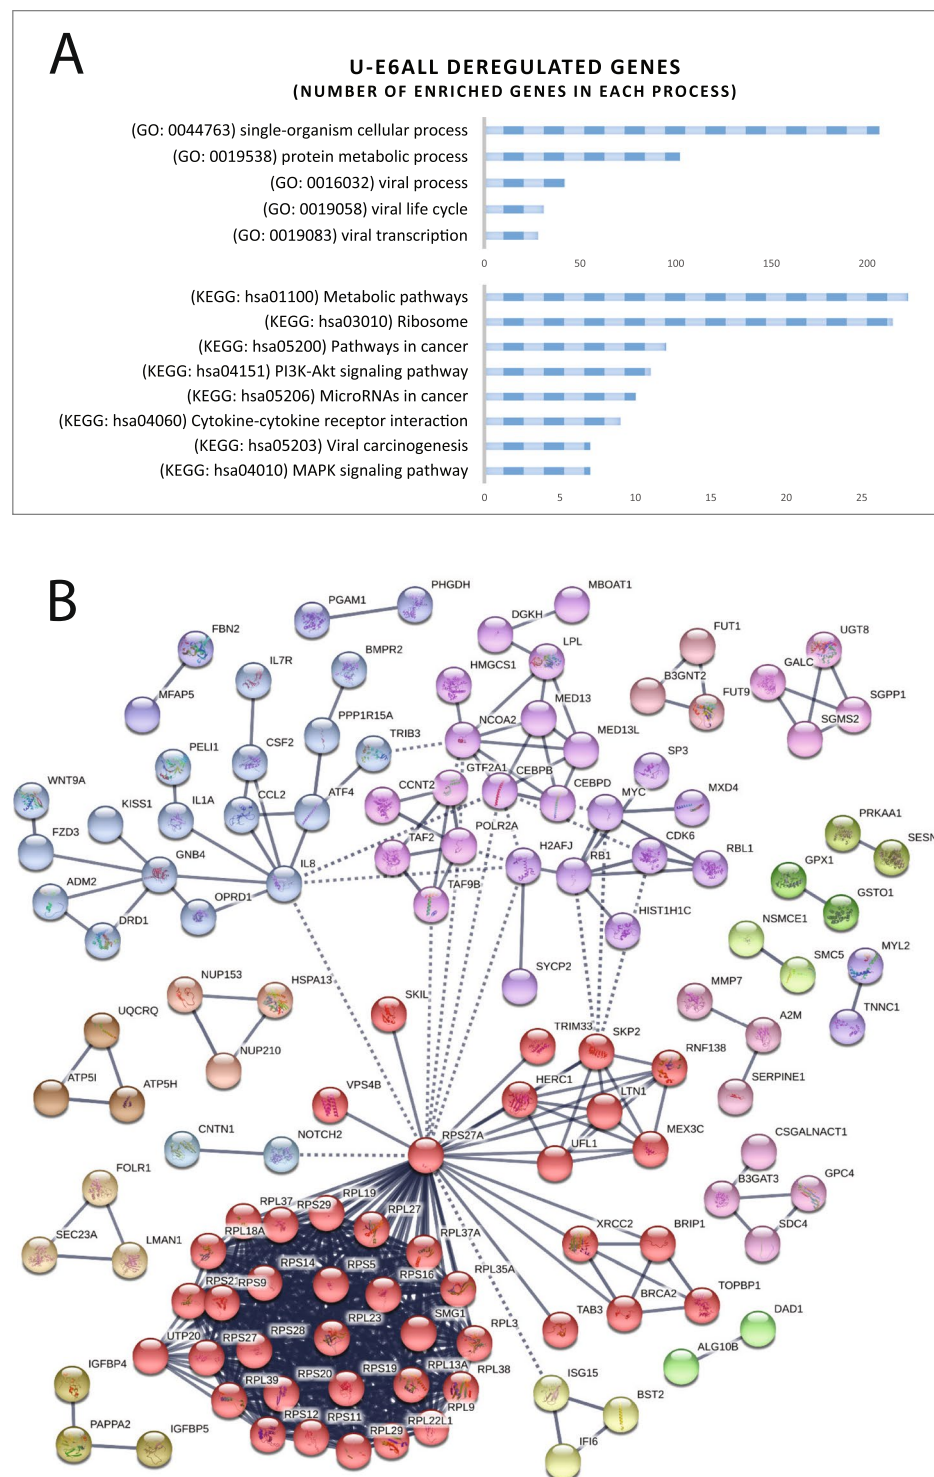 A
U-E6ALL DEREGULATED GENES
(NUMBER OF ENRICHED GENES IN EACH PROCESS)
(GO: 0044763) single-organism cellular process
(GO: 0019538) protein metabolic process
(GO: 0016032) viral process
(GO: 0019058) viral life cycle
(GO: 0019083) viral transcription
0 50 100 150 200
(KEGG: hsa01100) Metabolic pathways
(KEGG: hsa03010) Ribosome
(KEGG: hsa05200) Pathways in cancer
(KEGG: hsa04151) PI3K-Akt signaling pathway
(KEGG: hsa05206) MicroRNAs in cancer
(KEGG: hsa04060) Cytokine-cytokine receptor interaction
(KEGG: hsa05203) Viral carcinogenesis
(KEGG: hsa04010) MAPK signaling pathway
0 5 10 15 20 25
B
PHGDH
MBOAT1
PGAM1
DGKH
FBN2
FUT1
UGT8
LPL
BMPR2
IL7R
HMGCS1
GALC
B3GNT2
MFAP5
FUT9
SGPP1
MED13
PPP1R15A
NCOA2
SGMS2
MED13L
TRIB3
CSF2
PELI1
SP3
GTF2A1
CEBPB
WNT9A
CCNT2
CEBPD
MXD4
CCL2
ATF4
MYC
IL1A
KISS1
PRKAA1
POLR2A
FZD3
TAF2
CDK6
SESN
H2AFJ
GNB4
RB1
RBL1
GPX1
IL8
ADM2
TAF9B
GSTO1
OPRD1
HIST1H1C
DRD1
NSMCE1
MYL2
SMC5
SYCP2
NUP153
HSPA13
MMP7
SKIL
TNNC1
UQCRQ
A2M
TRIM33
SKP2
NUP210
RNF138
ATP5I
HERC1
SERPINE1
ATP5H
VPS4B
LTN1
CNTN1
NOTCH2
RPS27A
CSGALNACT1
UFL1
MEX3C
FOLR1
B3GAT3
GPC4
RPL19
RPL37
RPS29
RPL27
SDC4
XRCC2
BRIP1
SEC23A
LMAN1
RPL18A
RPL37A
RPS14
RPS5
RPS16
RPL35A
RPS9
TOPBP1
BRCA2
TAB3
DAD1
RPL23
SMG1
RPL3
UTP20
RPS27
RPS28
ALG10B
IGFBP4
RPS20
RPS19
RPL13A
RPL38
ISG15
RPL39
BST2
RPL9
PAPPA2
IGFBP5
RPS12
RPS11
RPL22L1
RPL29
IFI6